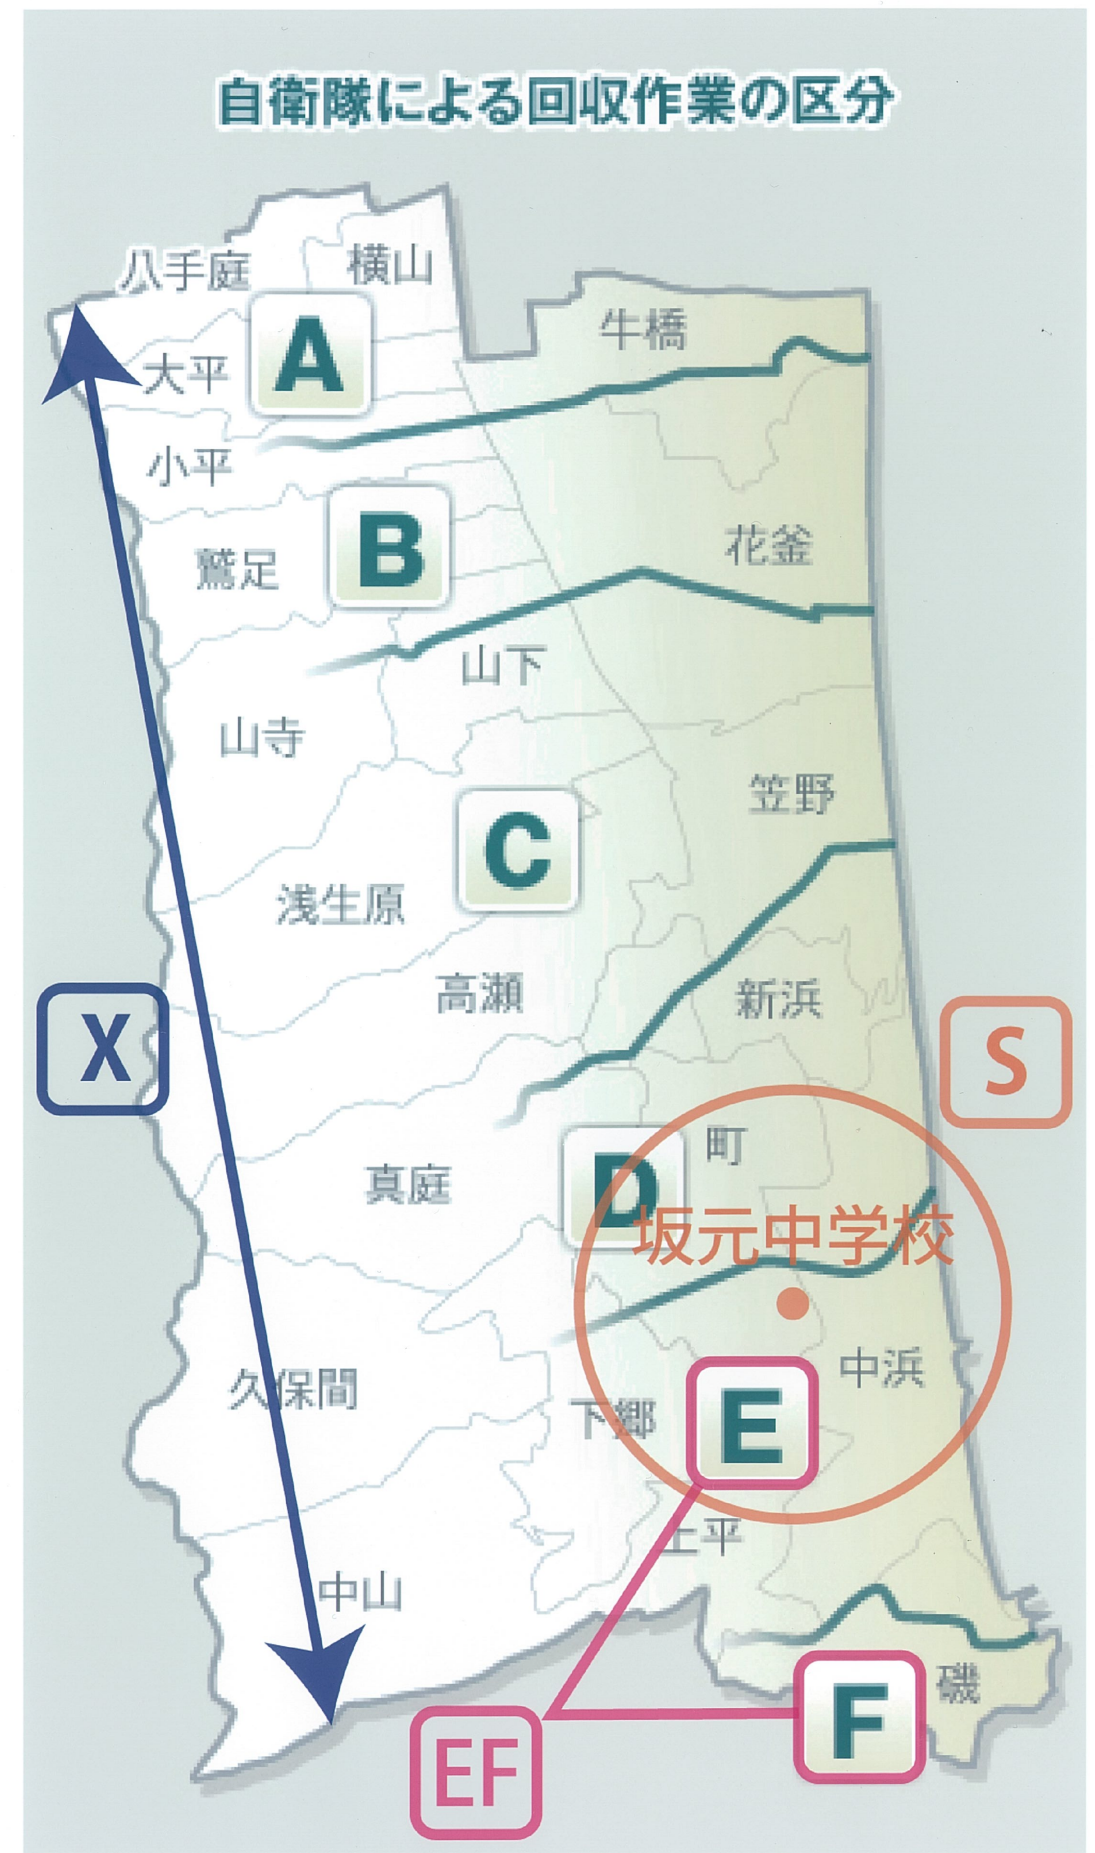 自衛隊による回収作業の区分
八手庭
横山
A
大平
牛橋
小平
B
鷲足
花釜
山下
山寺
C
笠野
浅生原
高瀬
新浜
X
S
町
真庭
D
坂元中学校
久保間
中浜
下郷
E
上平
中山
磯
F
EF